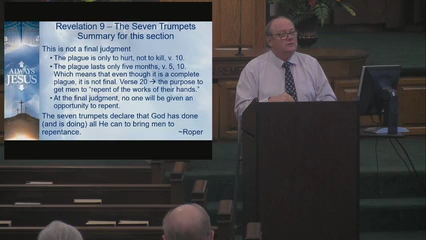 Revelation 9 – The Seven Trumpets
Summary for this section
This is not a final judgment
• The plague is only to hurt, not to kill, v. 10.
• The plague lasts only five months, v. 5, 10.
Which means that even though it is a complete
plague, it is not final. Verse 20 → the purpose to
get men to “repent of the works of their hands.”
• At the final judgment, no one will be given an
opportunity to repent.
The seven trumpets declare that God has done
(and is doing) all He can to bring men to
repentance. ~Roper
ALWAYS
JESUS